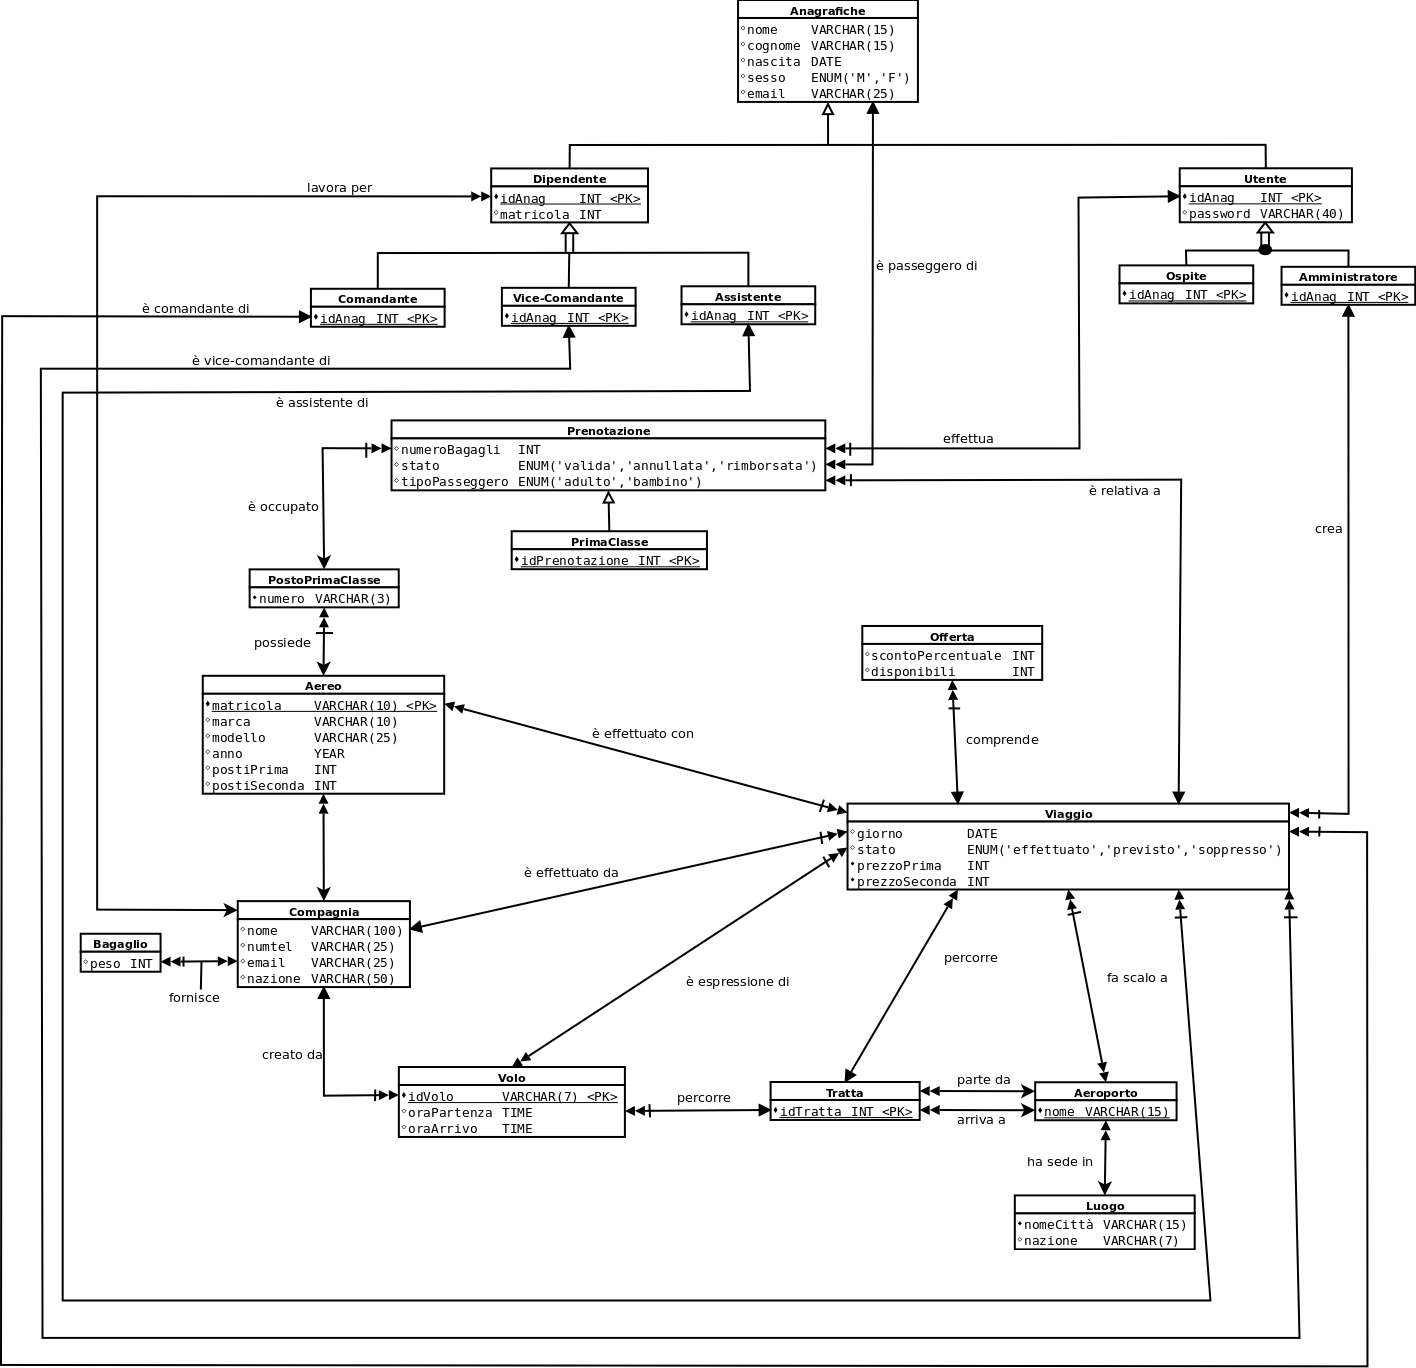 Anagrafiche
nome VARCHAR(15)
cognome VARCHAR(15)
nascita DATE
sesso ENUM('M','F')
email VARCHAR(25)
Dipendente
idAnag INT <PK>
matricola INT
Utente
idAnag INT <PK>
password VARCHAR(40)
lavora per
è passeggero di
Comandante
idAnag INT <PK>
Vice-Comandante
idAnag INT <PK>
Assistente
idAnag INT <PK>
Ospite
idAnag INT <PK>
Amministratore
idAnag INT <PK>
è comandante di
è vice-comandante di
è assistente di
Prenotazione
numeroBagagli INT
stato ENUM('valida','annullata','rimborsata')
tipoPasseggero ENUM('adulto','bambino')
effettua
è relativa a
crea
è occupato
PrimaClasse
idPrenotazione INT <PK>
PostoPrimaClasse
numero VARCHAR(3)
possiede
Offerta
scontoPercentuale INT
disponibili INT
Aereo
matricola VARCHAR(10) <PK>
marca VARCHAR(10)
modello VARCHAR(25)
anno YEAR
postiPrima INT
postiSeconda INT
è effettuato con
comprende
Viaggio
giorno DATE
stato ENUM('effettuato','previsto','soppresso')
prezzoPrima INT
prezzoSeconda INT
è effettuato da
Compagnia
nome VARCHAR(100)
numtel VARCHAR(25)
email VARCHAR(25)
nazione VARCHAR(50)
Bagaglio
peso INT
fornisce
percorre
fa scalo a
è espressione di
creato da
Volo
idVolo VARCHAR(7) <PK>
oraPartenza TIME
oraArrivo TIME
percorre
Tratta
idTratta INT <PK>
parte da
arriva a
Aeroporto
nome VARCHAR(15)
ha sede in
Luogo
nomeCittà VARCHAR(15)
nazione VARCHAR(7)